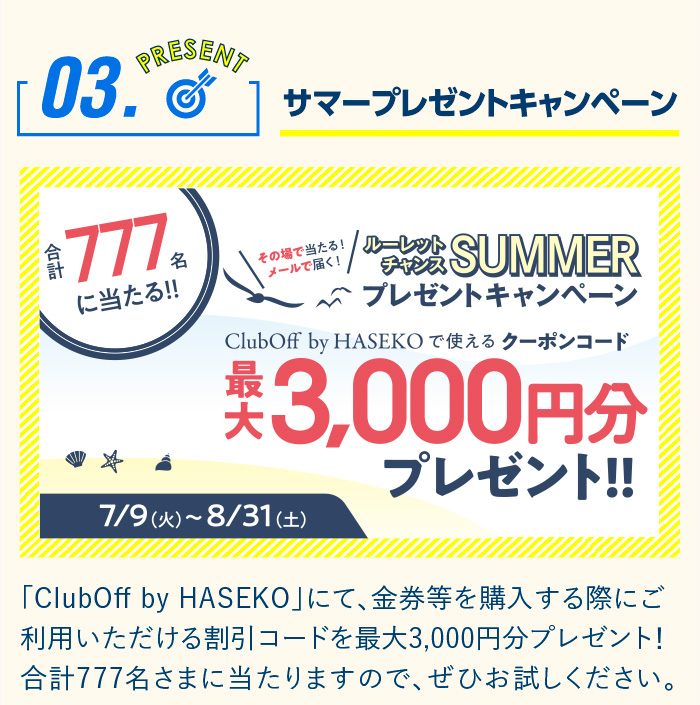 03.
PRESENT
サマープレゼントキャンペーン
合計777名
に当たる!!
その場で当たる!
メールで届く!
ルーレット
チャンス
SUMMER
プレゼントキャンペーン
ClubOff by HASEKOで使えるクーポンコード
最大3,000円分
プレゼント!!
7/9(火)~8/31(土)
「ClubOff by HASEKO」にて、金券等を購入する際にご
利用いただける割引コードを最大3,000円分プレゼント!
合計777名さまに当たりますので、ぜひお試しください。